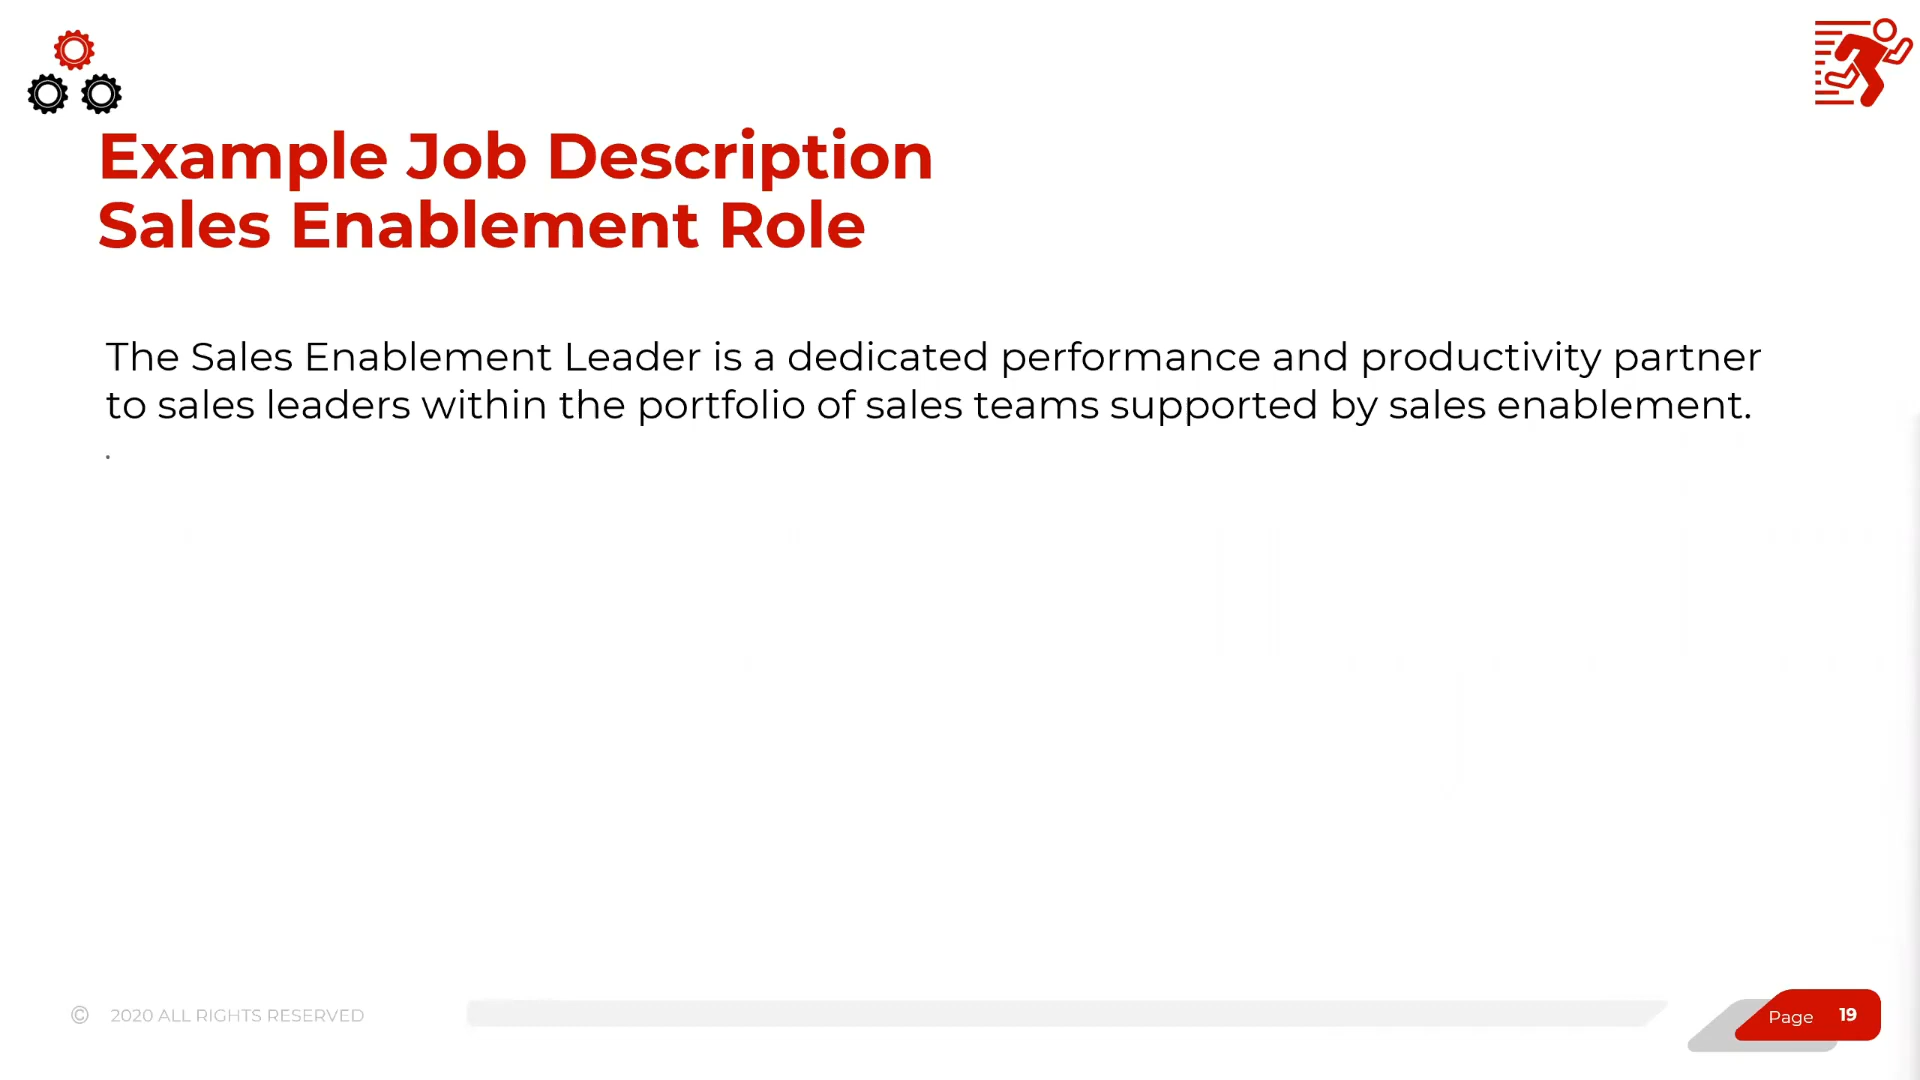 Example Job Description
Sales Enablement Role
The Sales Enablement Leader is a dedicated performance and productivity partner
to sales leaders within the portfolio of sales teams supported by sales enablement.
.
© 2020 ALL RIGHTS RESERVED
Page 19